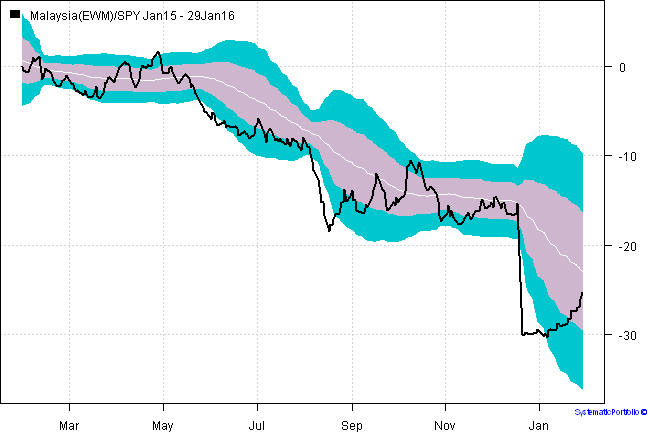 Malaysia(EWM)/SPY Jan15 - 29Jan16
0
-10
-20
-30
Mar May Jul Sep Nov Jan
SystematicPortfolio ©